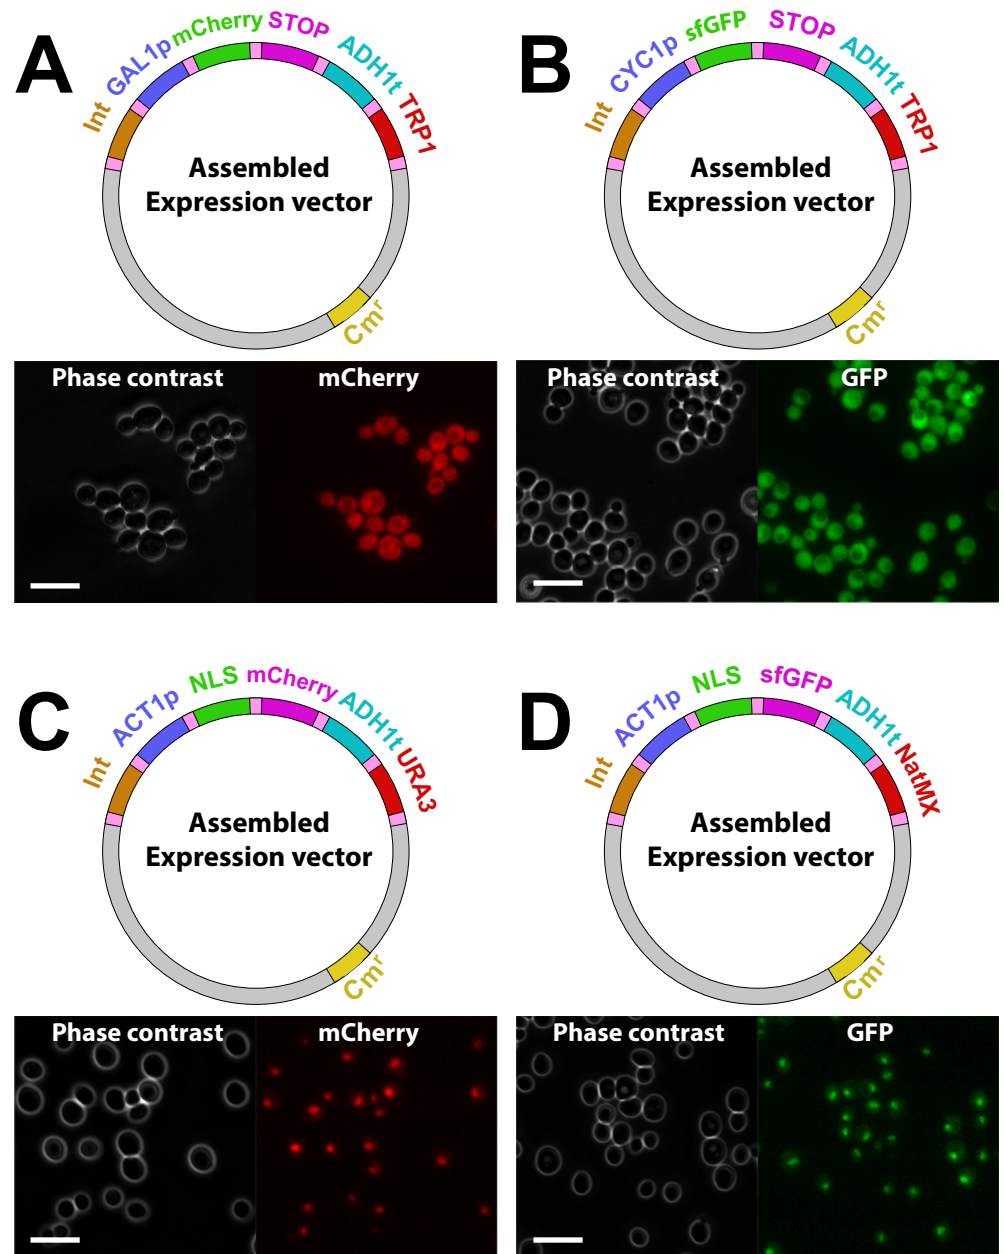 A
Int
GAL1p
mCherry
STOP
ADH1t
TRP1
Assembled
Expression vector
Cmr
Phase contrast
mCherry
B
Int
CYC1p
sfGFP
STOP
ADH1t
TRP1
Assembled
Expression vector
Cmr
Phase contrast
GFP
C
Int
ACT1p
NLS
mCherry
ADH1t
URA3
Assembled
Expression vector
Cmr
Phase contrast
mCherry
D
Int
ACT1p
NLS
sfGFP
ADH1t
NatMX
Assembled
Expression vector
Cmr
Phase contrast
GFP